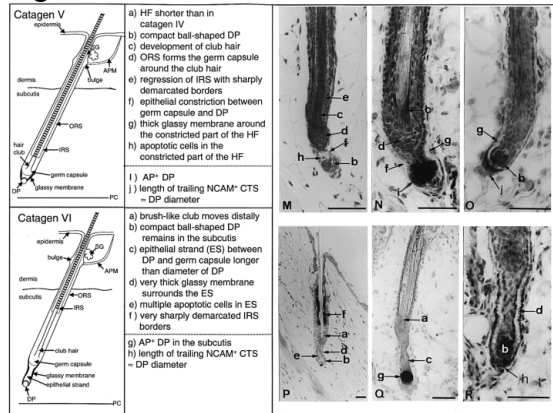 Catagen V
epidermis
SG
APM
bulge
dermis
subcutis
ORS
hair
club
IRS
germ capsule
DP
glassy membrane
PC
a) HF shorter than in
catagen IV
b) compact ball-shaped DP
c) development of club hair
d) ORS forms the germ capsule
around the club hair
e) regression of IRS with sharply
demarcated borders
f) epithelial constriction between
germ capsule and DP
g) thick glassy membrane around
the constricted part of the HF
h) apoptotic cells in the
constricted part of the HF
I ) AP⁺ DP
j ) length of trailing NCAM⁺ CTS
= DP diameter
e
c
d
f
h
b
M
b
d
g
f
i
N
g
b
j
O
Catagen VI
epidermis
SG
bulge
APM
dermis
subcutis
ORS
IRS
club hair
germ capsule
glassy membrane
epithelial strand
DP
PC
a) brush-like club moves distally
b) compact ball-shaped DP
remains in the subcutis
c) epithelial strand (ES) between
DP and germ capsule longer
than diameter of DP
d) very thick glassy membrane
surrounds the ES
e) multiple apoptotic cells in ES
f ) very sharply demarcated IRS
borders
g) AP⁺ DP in the subcutis
h) length of trailing NCAM⁺ CTS
= DP diameter
f
a
d
e
b
P
a
c
g
Q
d
b
h
R